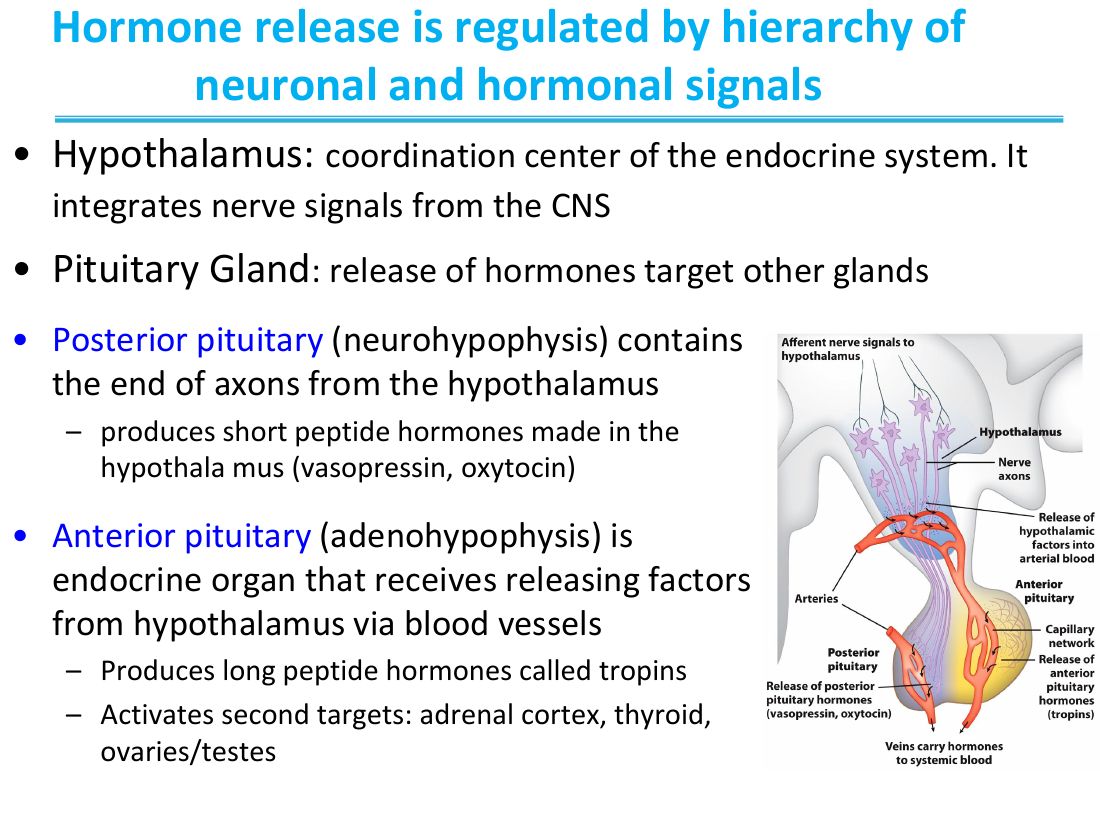 Hormone release is regulated by hierarchy of
neuronal and hormonal signals
• Hypothalamus: coordination center of the endocrine system. It
integrates nerve signals from the CNS
• Pituitary Gland: release of hormones target other glands
• Posterior pituitary (neurohypophysis) contains
the end of axons from the hypothalamus
– produces short peptide hormones made in the
hypothala mus (vasopressin, oxytocin)
• Anterior pituitary (adenohypophysis) is
endocrine organ that receives releasing factors
from hypothalamus via blood vessels
– Produces long peptide hormones called tropins
– Activates second targets: adrenal cortex, thyroid,
ovaries/testes
Afferent nerve signals to
hypothalamus
Hypothalamus
Nerve
axons
Release of
hypothalamic
factors into
arterial blood
Anterior
pituitary
Arteries
Capillary
network
Posterior
pituitary
Release of
anterior
pituitary
hormones
(tropins)
Release of posterior
pituitary hormones
(vasopressin, oxytocin)
Veins carry hormones
to systemic blood